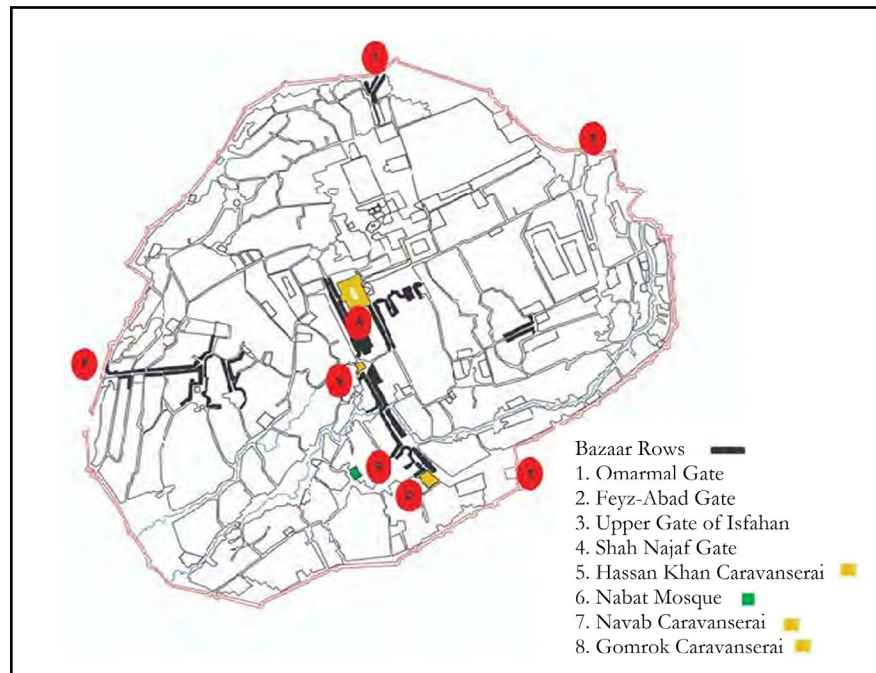 Bazaar Rows
1. Omarmal Gate
2. Feyz-Abad Gate
3. Upper Gate of Isfahan
4. Shah Najaf Gate
5. Hassan Khan Caravanserai
6. Nabat Mosque
7. Navab Caravanserai
8. Gomrok Caravanserai